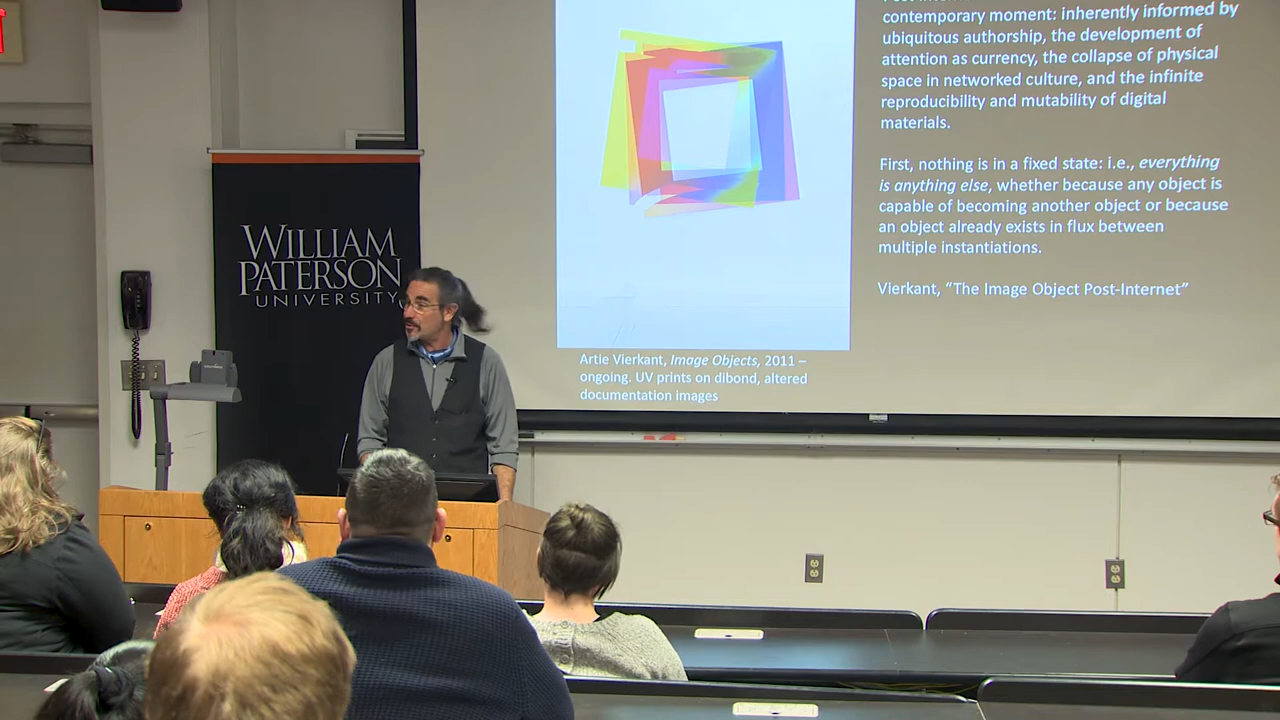 contemporary moment: inherently informed by
ubiquitous authorship, the development of
attention as currency, the collapse of physical
space in networked culture, and the infinite
reproducibility and mutability of digital
materials.
First, nothing is in a fixed state: i.e., everything
is anything else, whether because any object is
capable of becoming another object or because
an object already exists in flux between
multiple instantiations.
Vierkant, “The Image Object Post-Internet”
Artie Vierkant, Image Objects, 2011 –
ongoing. UV prints on dibond, altered
documentation images
WILLIAM
PATERSON
UNIVERSITY